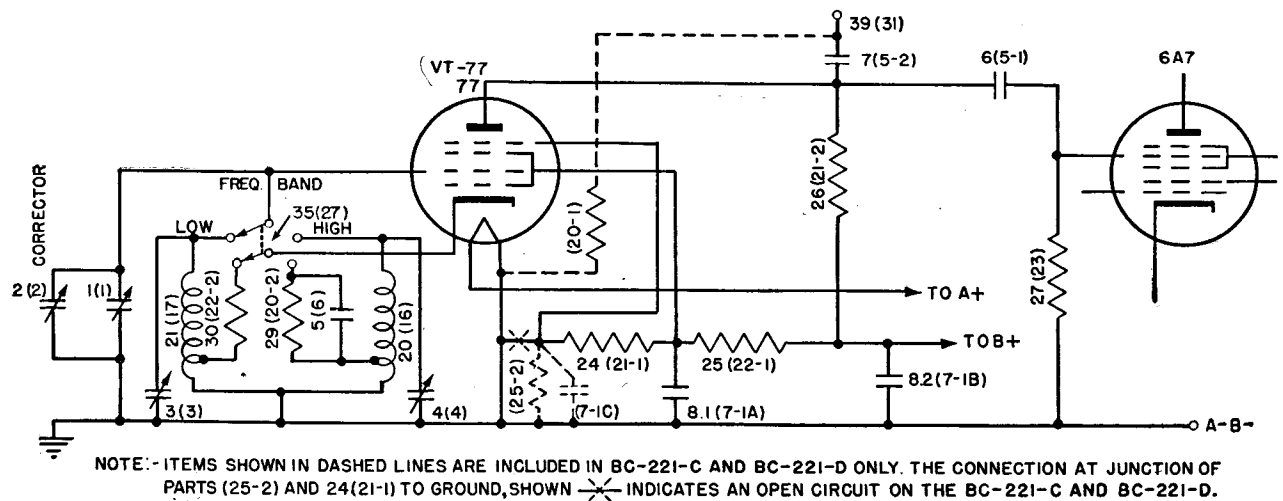 39 (31)
7(5-2)
6(5-1)
6A7
VT-77
77
CORRECTOR
FREQ. BAND
35(27)
LOW
HIGH
2(2)
1(1)
21(17)
30(22-2)
29(20-2)
5(6)
20(16)
(20-1)
26(21-2)
27(23)
TO A+
TO B+
24 (21-1)
25 (22-1)
(25-2)
(7-1C)
8.1(7-1A)
8.2(7-1B)
3(3)
4(4)
A-B-
NOTE:- ITEMS SHOWN IN DASHED LINES ARE INCLUDED IN BC-221-C AND BC-221-D ONLY. THE CONNECTION AT JUNCTION OF
PARTS (25-2) AND 24(21-1) TO GROUND, SHOWN —X— INDICATES AN OPEN CIRCUIT ON THE BC-221-C AND BC-221-D.